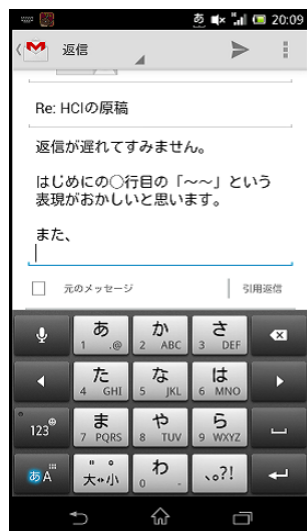 あ 20:09
返信
Re: HCIの原稿
返信が遅れてすみません。
はじめにの○行目の「～～」という
表現がおかしいと思います。
また、
元のメッセージ 引用返信
あ 1 .@ か 2 ABC さ 3 DEF
た 4 GHI な 5 JKL は 6 MNO
123 ま 7 PQRS や 8 TUV ら 9 WXYZ
あA 大⇔小 わ 0 - 、。?!